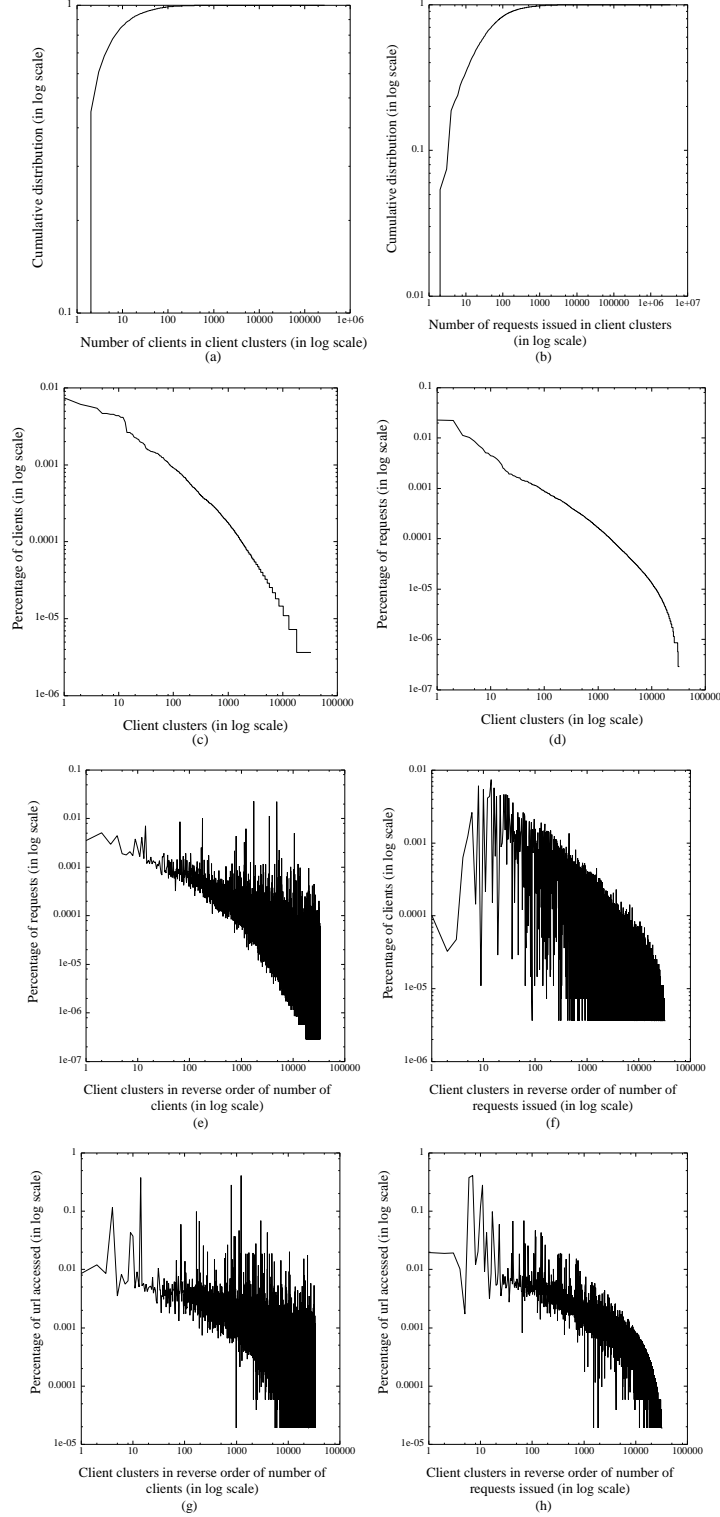 Cumulative distribution (in log scale)
1
0.1
1 10 100 1000 10000 100000 1e+06
Number of clients in client clusters (in log scale)
(a)
Cumulative distribution (in log scale)
1
0.1
0.01
1 10 100 1000 10000 100000 1e+06 1e+07
Number of requests issued in client clusters
(in log scale)
(b)
Percentage of clients (in log scale)
0.01
0.001
0.0001
1e-05
1e-06
1 10 100 1000 10000 100000
Client clusters (in log scale)
(c)
Percentage of requests (in log scale)
0.1
0.01
0.001
0.0001
1e-05
1e-06
1e-07
1 10 100 1000 10000 100000
Client clusters (in log scale)
(d)
Percentage of requests (in log scale)
0.1
0.01
0.001
0.0001
1e-05
1e-06
1e-07
1 10 100 1000 10000 100000
Client clusters in reverse order of number of
clients (in log scale)
(e)
Percentage of clients (in log scale)
0.01
0.001
0.0001
1e-05
1e-06
1 10 100 1000 10000 100000
Client clusters in reverse order of number of
requests issued (in log scale)
(f)
Percentage of url accessed (in log scale)
1
0.1
0.01
0.001
0.0001
1e-05
1 10 100 1000 10000 100000
Client clusters in reverse order of number of
clients (in log scale)
(g)
Percentage of url accessed (in log scale)
1
0.1
0.01
0.001
0.0001
1e-05
1 10 100 1000 10000 100000
Client clusters in reverse order of number of
requests issued (in log scale)
(h)